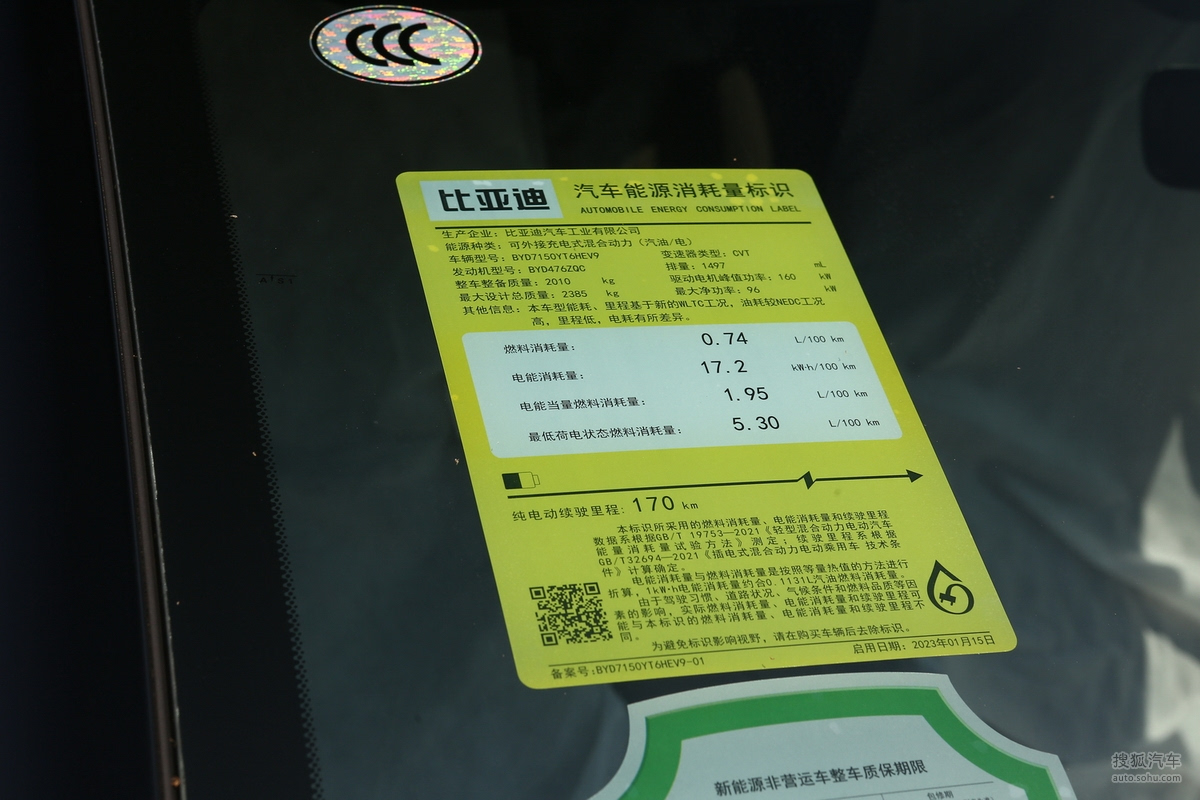 CCC
比亚迪
汽车能源消耗量标识
AUTOMOBILE ENERGY CONSUMPTION LABEL
生产企业：比亚迪汽车工业有限公司
能源种类：可外接充电式混合动力（汽油/电）
车辆型号：BYD7150YT6HEV9 变速器类型：CVT
发动机型号：BYD476ZQC 排量：1497 mL
整车整备质量：2010 kg 驱动电机峰值功率：160 kW
最大设计总质量：2385 kg 最大净功率：96 kW
其他信息：本车型能耗、里程基于新的WLTC工况，油耗较NEDC工况
高，里程低，电耗有所差异。
燃料消耗量： 0.74 L/100 km
电能消耗量： 17.2 kW·h/100 km
电能当量燃料消耗量： 1.95 L/100 km
最低荷电状态燃料消耗量： 5.30 L/100 km
纯电动续驶里程：170 km
本标识所采用的燃料消耗量、电能消耗量和续驶里程
数据系根据GB/T 19753—2021《轻型混合动力电动汽车
能量消耗量试验方法》测定；续驶里程系根据
GB/T32694—2021《插电式混合动力电动乘用车 技术条
件》计算确定。
电能消耗量与燃料消耗量是按照等量热值的方法进行
折算，1kW·h电能消耗量约合0.1131L汽油燃料消耗量。
由于驾驶习惯、道路状况、气候条件和燃料品质等因
素的影响，实际燃料消耗量、电能消耗量和续驶里程可
能与本标识的燃料消耗量、电能消耗量和续驶里程不
同。
为避免标识影响视野，请在购买车辆后去除标识。
备案号:BYD7150YT6HEV9-01 启用日期：2023年01月15日
新能源非营运车整车质保期限
包修期
搜狐汽车
auto.sohu.com